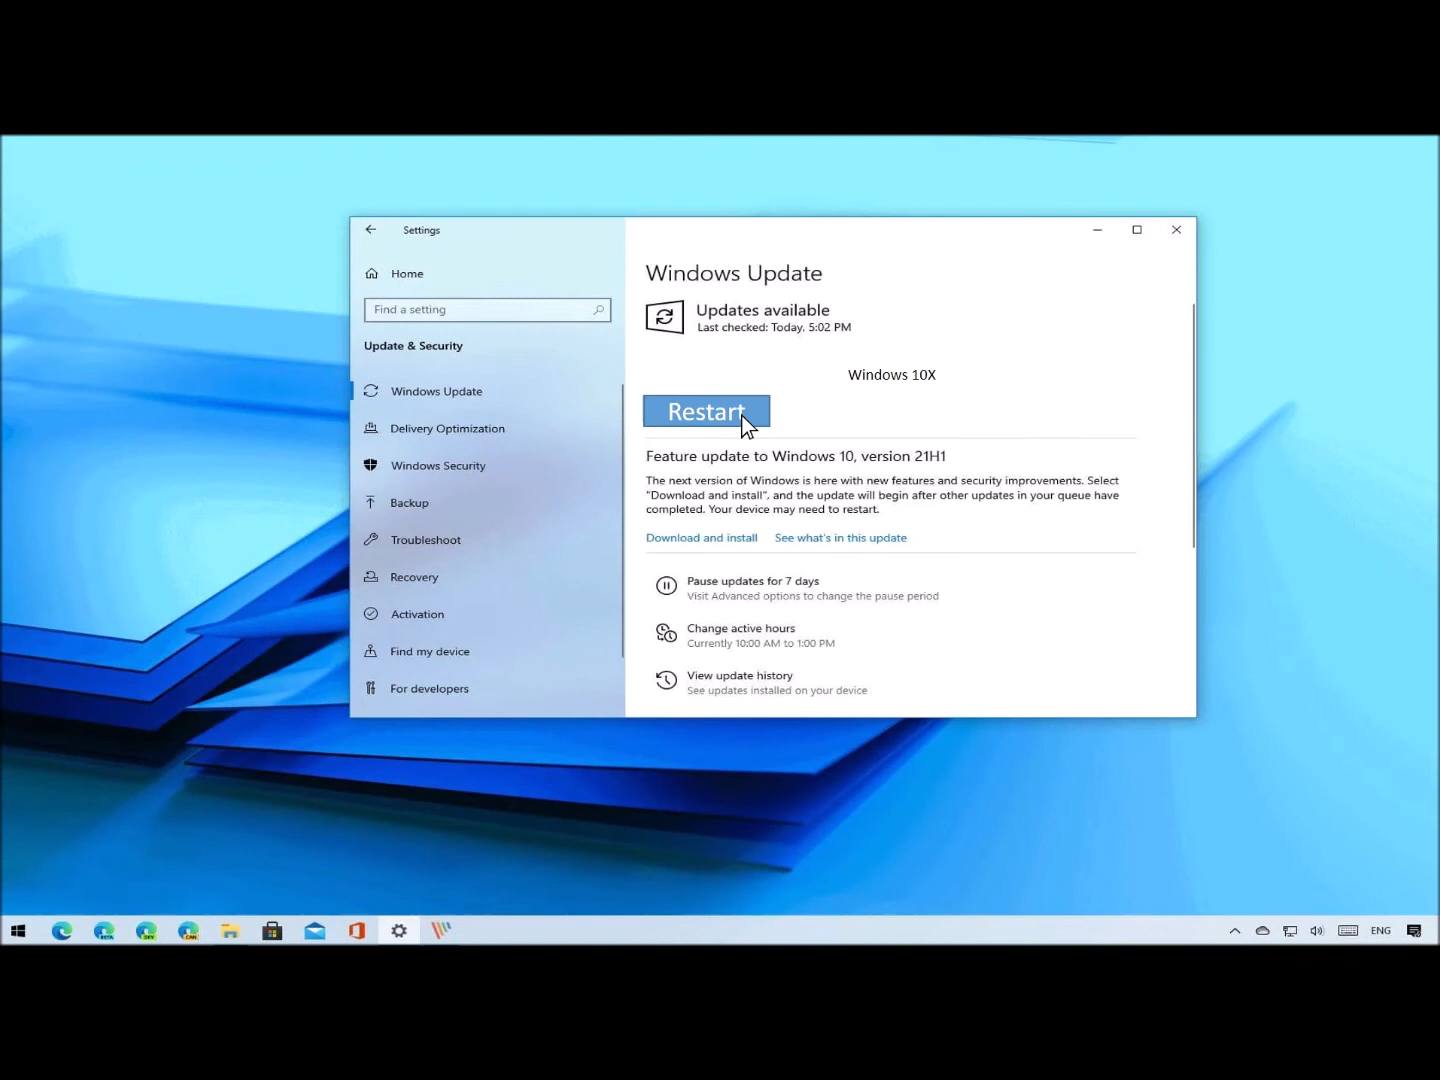 Settings
Home
Find a setting
Update & Security
Windows Update
Delivery Optimization
Windows Security
Backup
Troubleshoot
Recovery
Activation
Find my device
For developers
Windows Update
Updates available
Last checked: Today, 5:02 PM
Windows 10X
Restart
Feature update to Windows 10, version 21H1
The next version of Windows is here with new features and security improvements. Select
"Download and install", and the update will begin after other updates in your queue have
completed. Your device may need to restart.
Download and install See what's in this update
Pause updates for 7 days
Visit Advanced options to change the pause period
Change active hours
Currently 10:00 AM to 1:00 PM
View update history
See updates installed on your device
BETA DEV CAN ENG